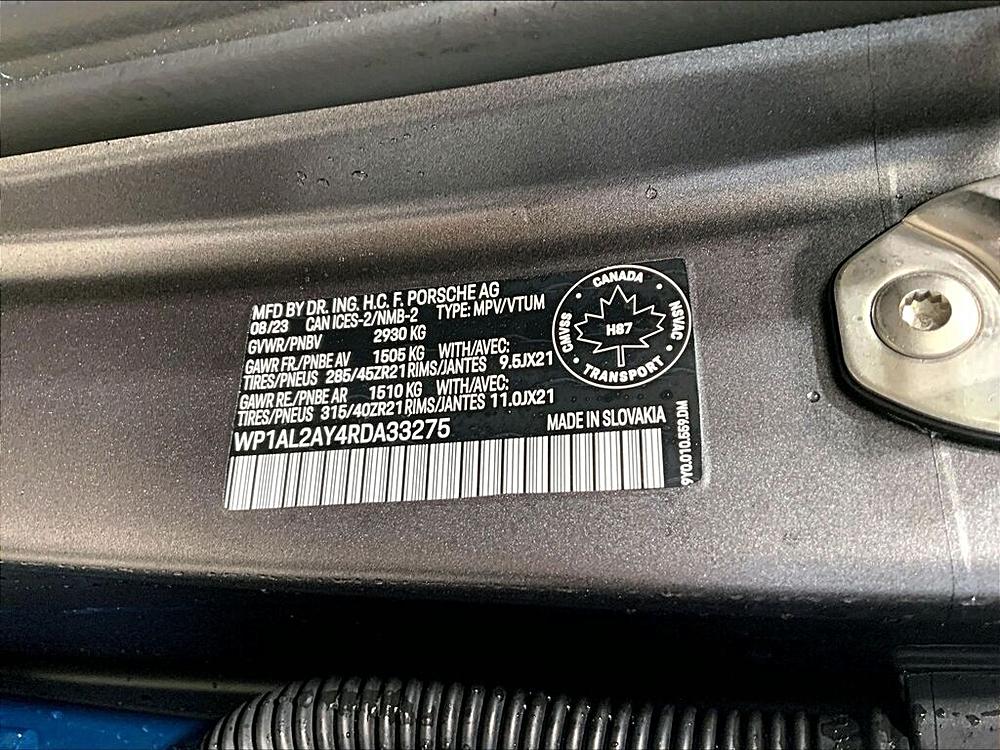 MFD BY DR. ING. H.C. F. PORSCHE AG
08/23 CAN ICES-2/NMB-2 TYPE: MPV/VTUM
GVWR/PNBV 2930 KG
GAWR FR./PNBE AV 1505 KG WITH/AVEC:
TIRES/PNEUS 285/45ZR21 RIMS/JANTES 9.5JX21
GAWR RE./PNBE AR 1510 KG WITH/AVEC:
TIRES/PNEUS 315/40ZR21 RIMS/JANTES 11.0JX21
WP1AL2AY4RDA33275 MADE IN SLOVAKIA
CANADA
CMVSS
H87
NSVAC
TRANSPORT
9Y0.010.559.DM